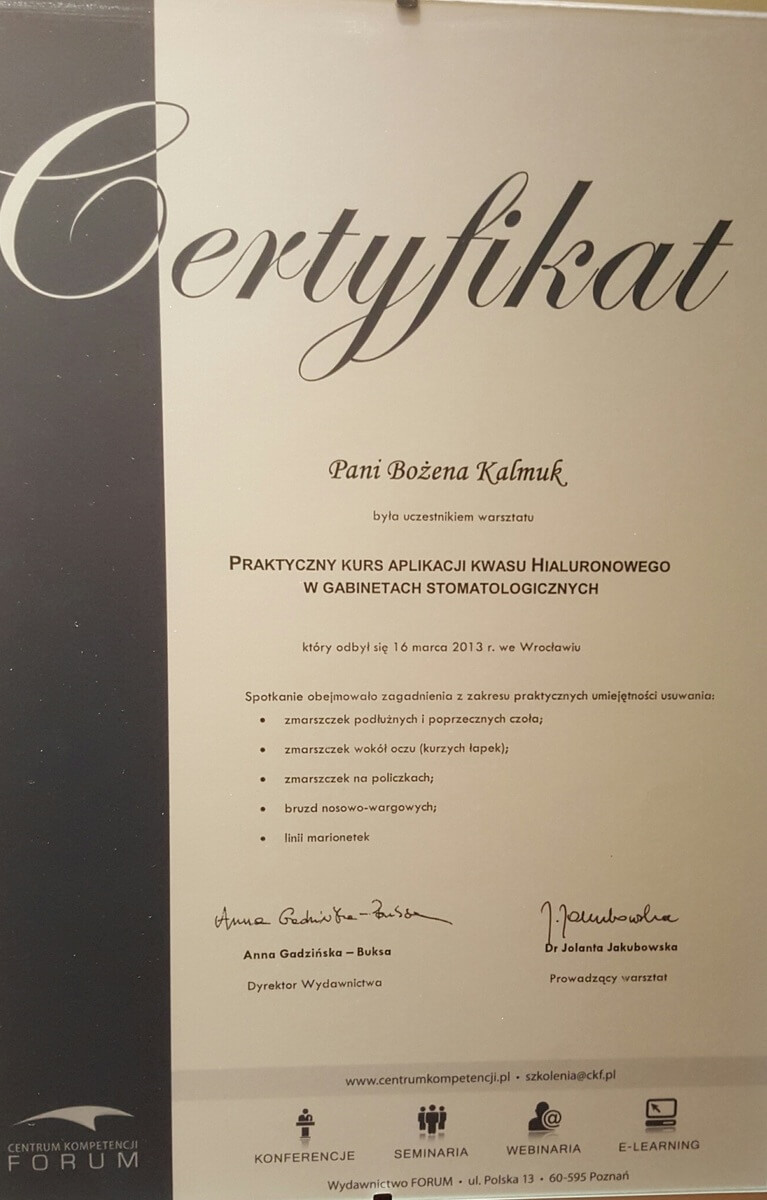 Certyfikat
Pani Bożena Kalmuk
była uczestnikiem warsztatu
PRAKTYCZNY KURS APLIKACJI KWASU HIALURONOWEGO
W GABINETACH STOMATOLOGICZNYCH
który odbył się 16 marca 2013 r. we Wrocławiu
Spotkanie obejmowało zagadnienia z zakresu praktycznych umiejętności usuwania:
• zmarszczek podłużnych i poprzecznych czoła;
• zmarszczek wokół oczu (kurzych łapek);
• zmarszczek na policzkach;
• bruzd nosowo-wargowych;
• linii marionetek
Anna Gadzińska-Buksa
J. Jakubowska
Anna Gadzińska – Buksa
Dyrektor Wydawnictwa
Dr Jolanta Jakubowska
Prowadzący warsztat
www.centrumkompetencji.pl • szkolenia@ckf.pl
KONFERENCJE SEMINARIA WEBINARIA E-LEARNING
Wydawnictwo FORUM • ul. Polska 13 • 60-595 Poznań
CENTRUM KOMPETENCJI
FORUM